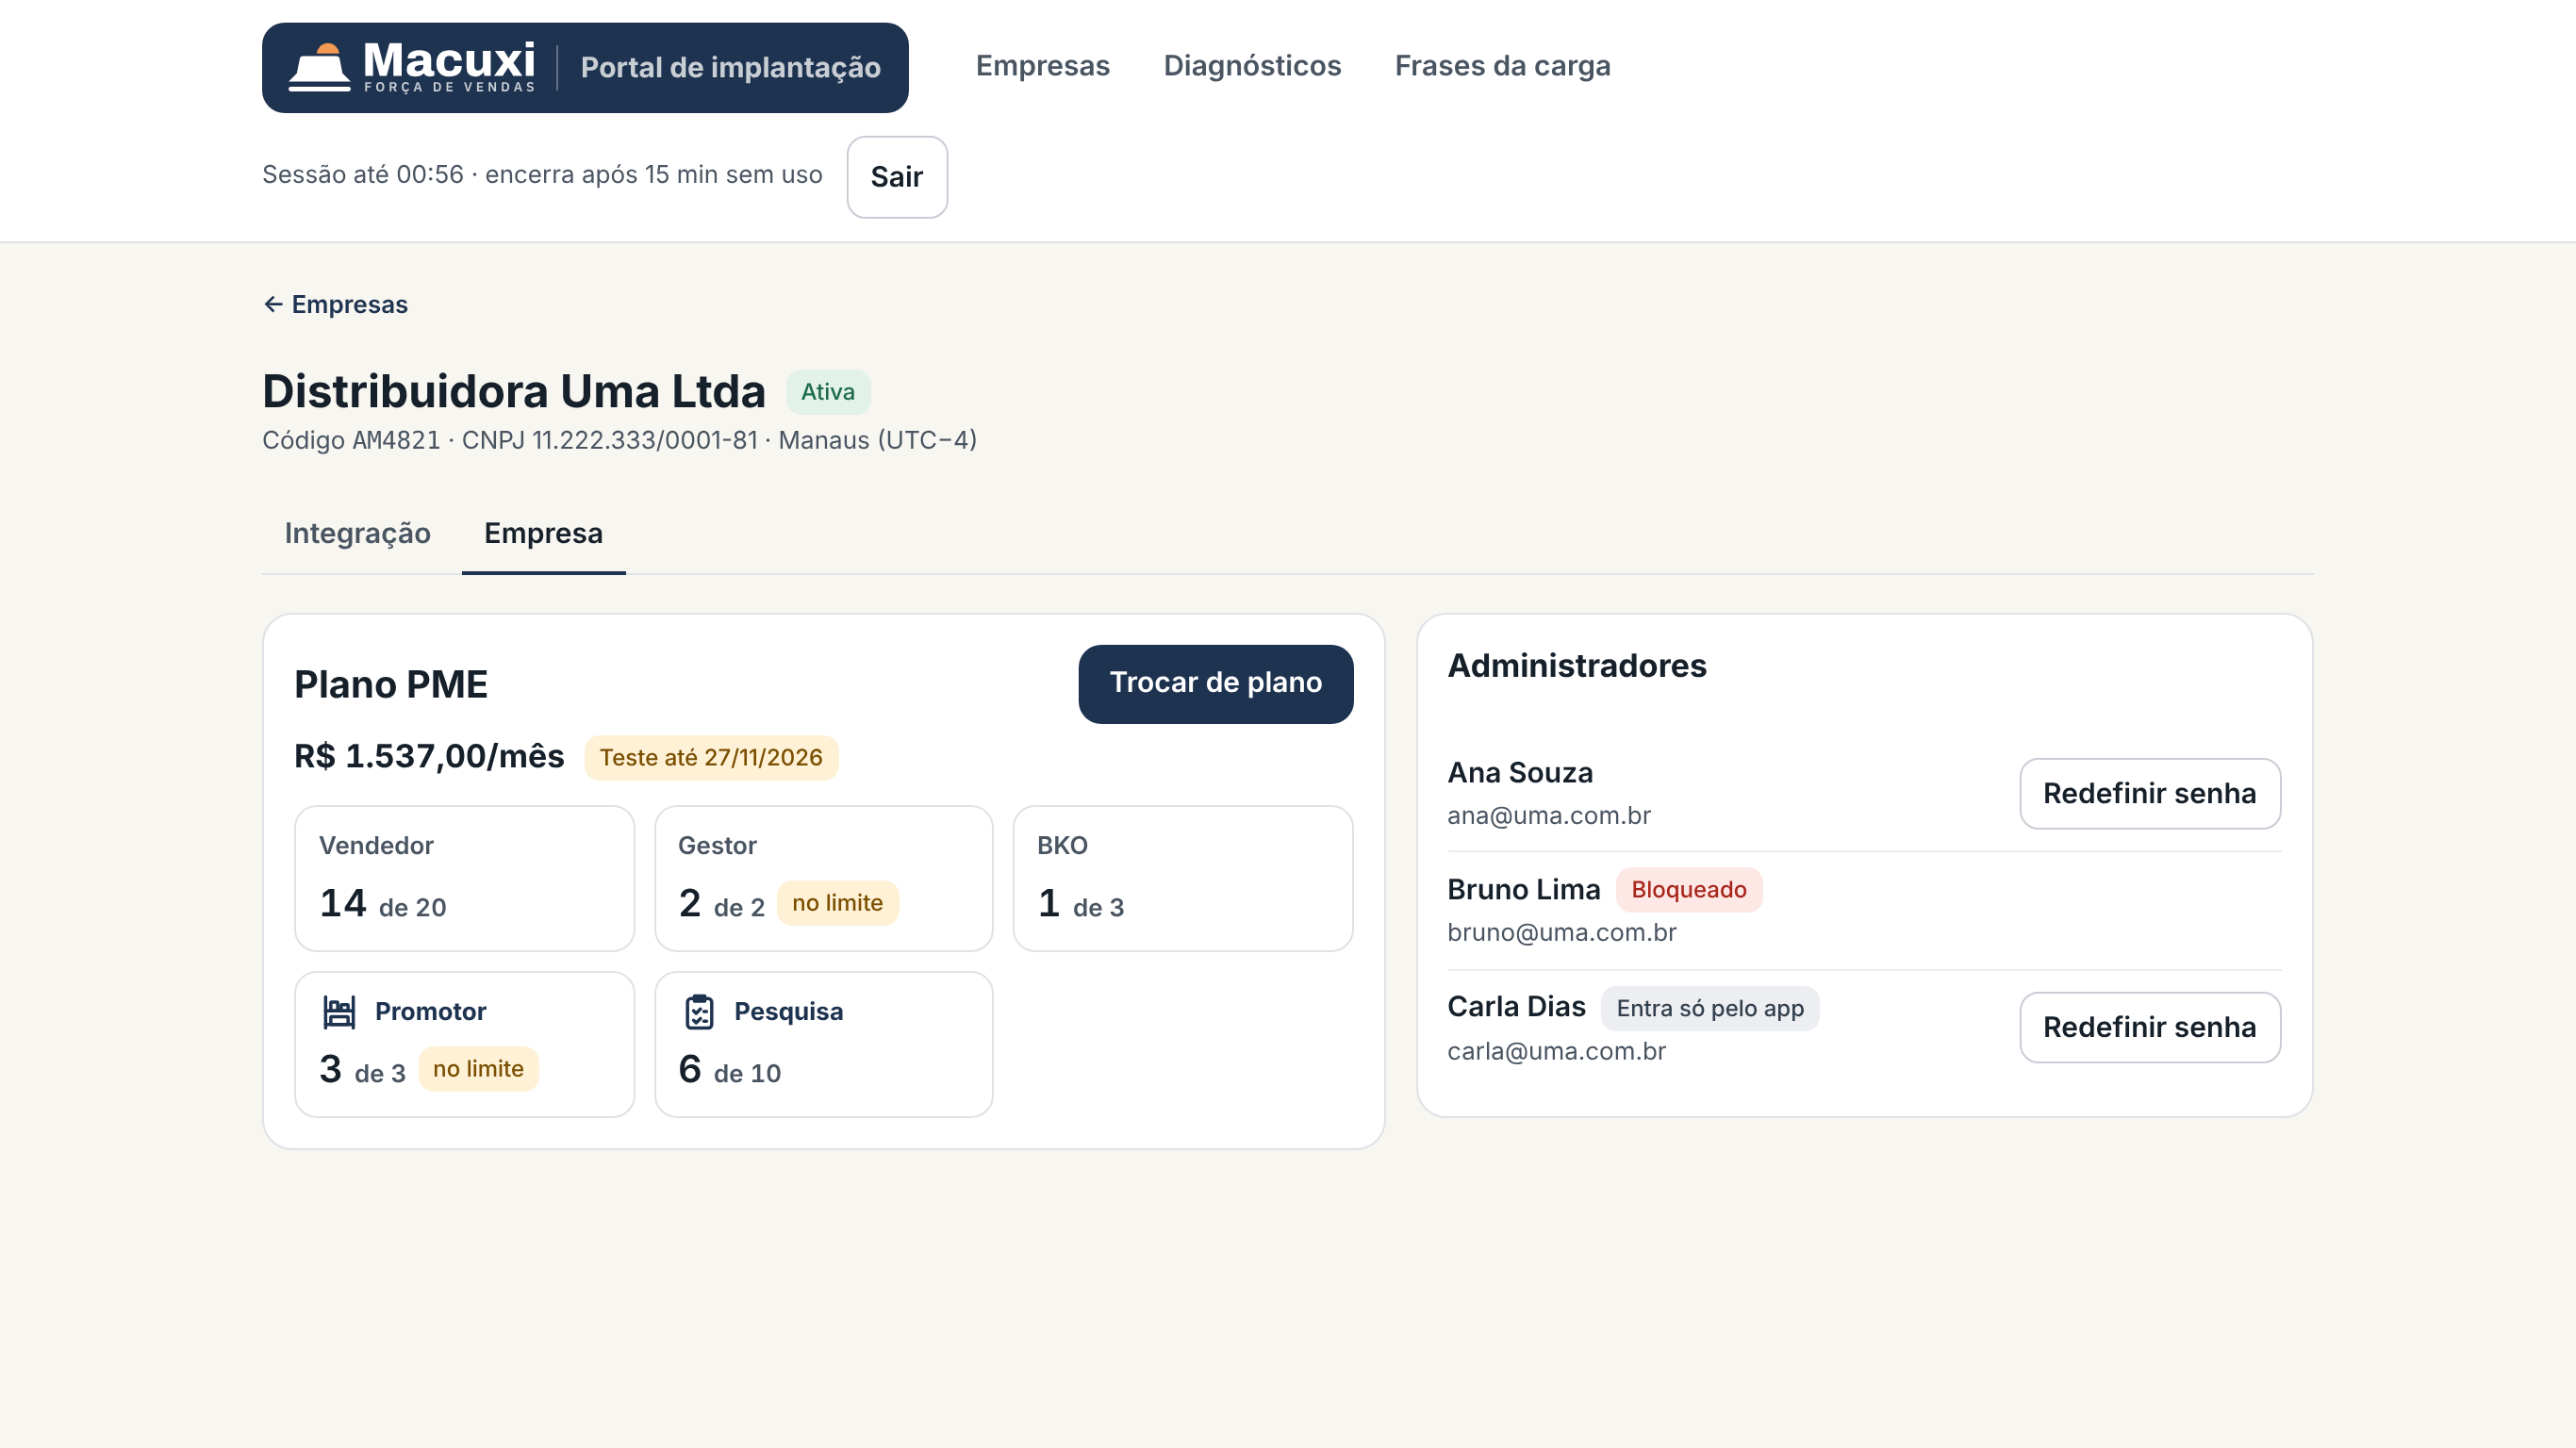 Macuxi
FORÇA DE VENDAS
Portal de implantação
Empresas
Diagnósticos
Frases da carga
Sessão até 00:56 · encerra após 15 min sem uso
Sair
← Empresas
Distribuidora Uma Ltda
Ativa
Código AM4821 · CNPJ 11.222.333/0001-81 · Manaus (UTC−4)
Integração
Empresa
Plano PME
Trocar de plano
R$ 1.537,00/mês
Teste até 27/11/2026
Vendedor
14 de 20
Gestor
2 de 2 no limite
BKO
1 de 3
Promotor
3 de 3 no limite
Pesquisa
6 de 10
Administradores
Ana Souza
ana@uma.com.br
Redefinir senha
Bruno Lima Bloqueado
bruno@uma.com.br
Carla Dias Entra só pelo app
carla@uma.com.br
Redefinir senha